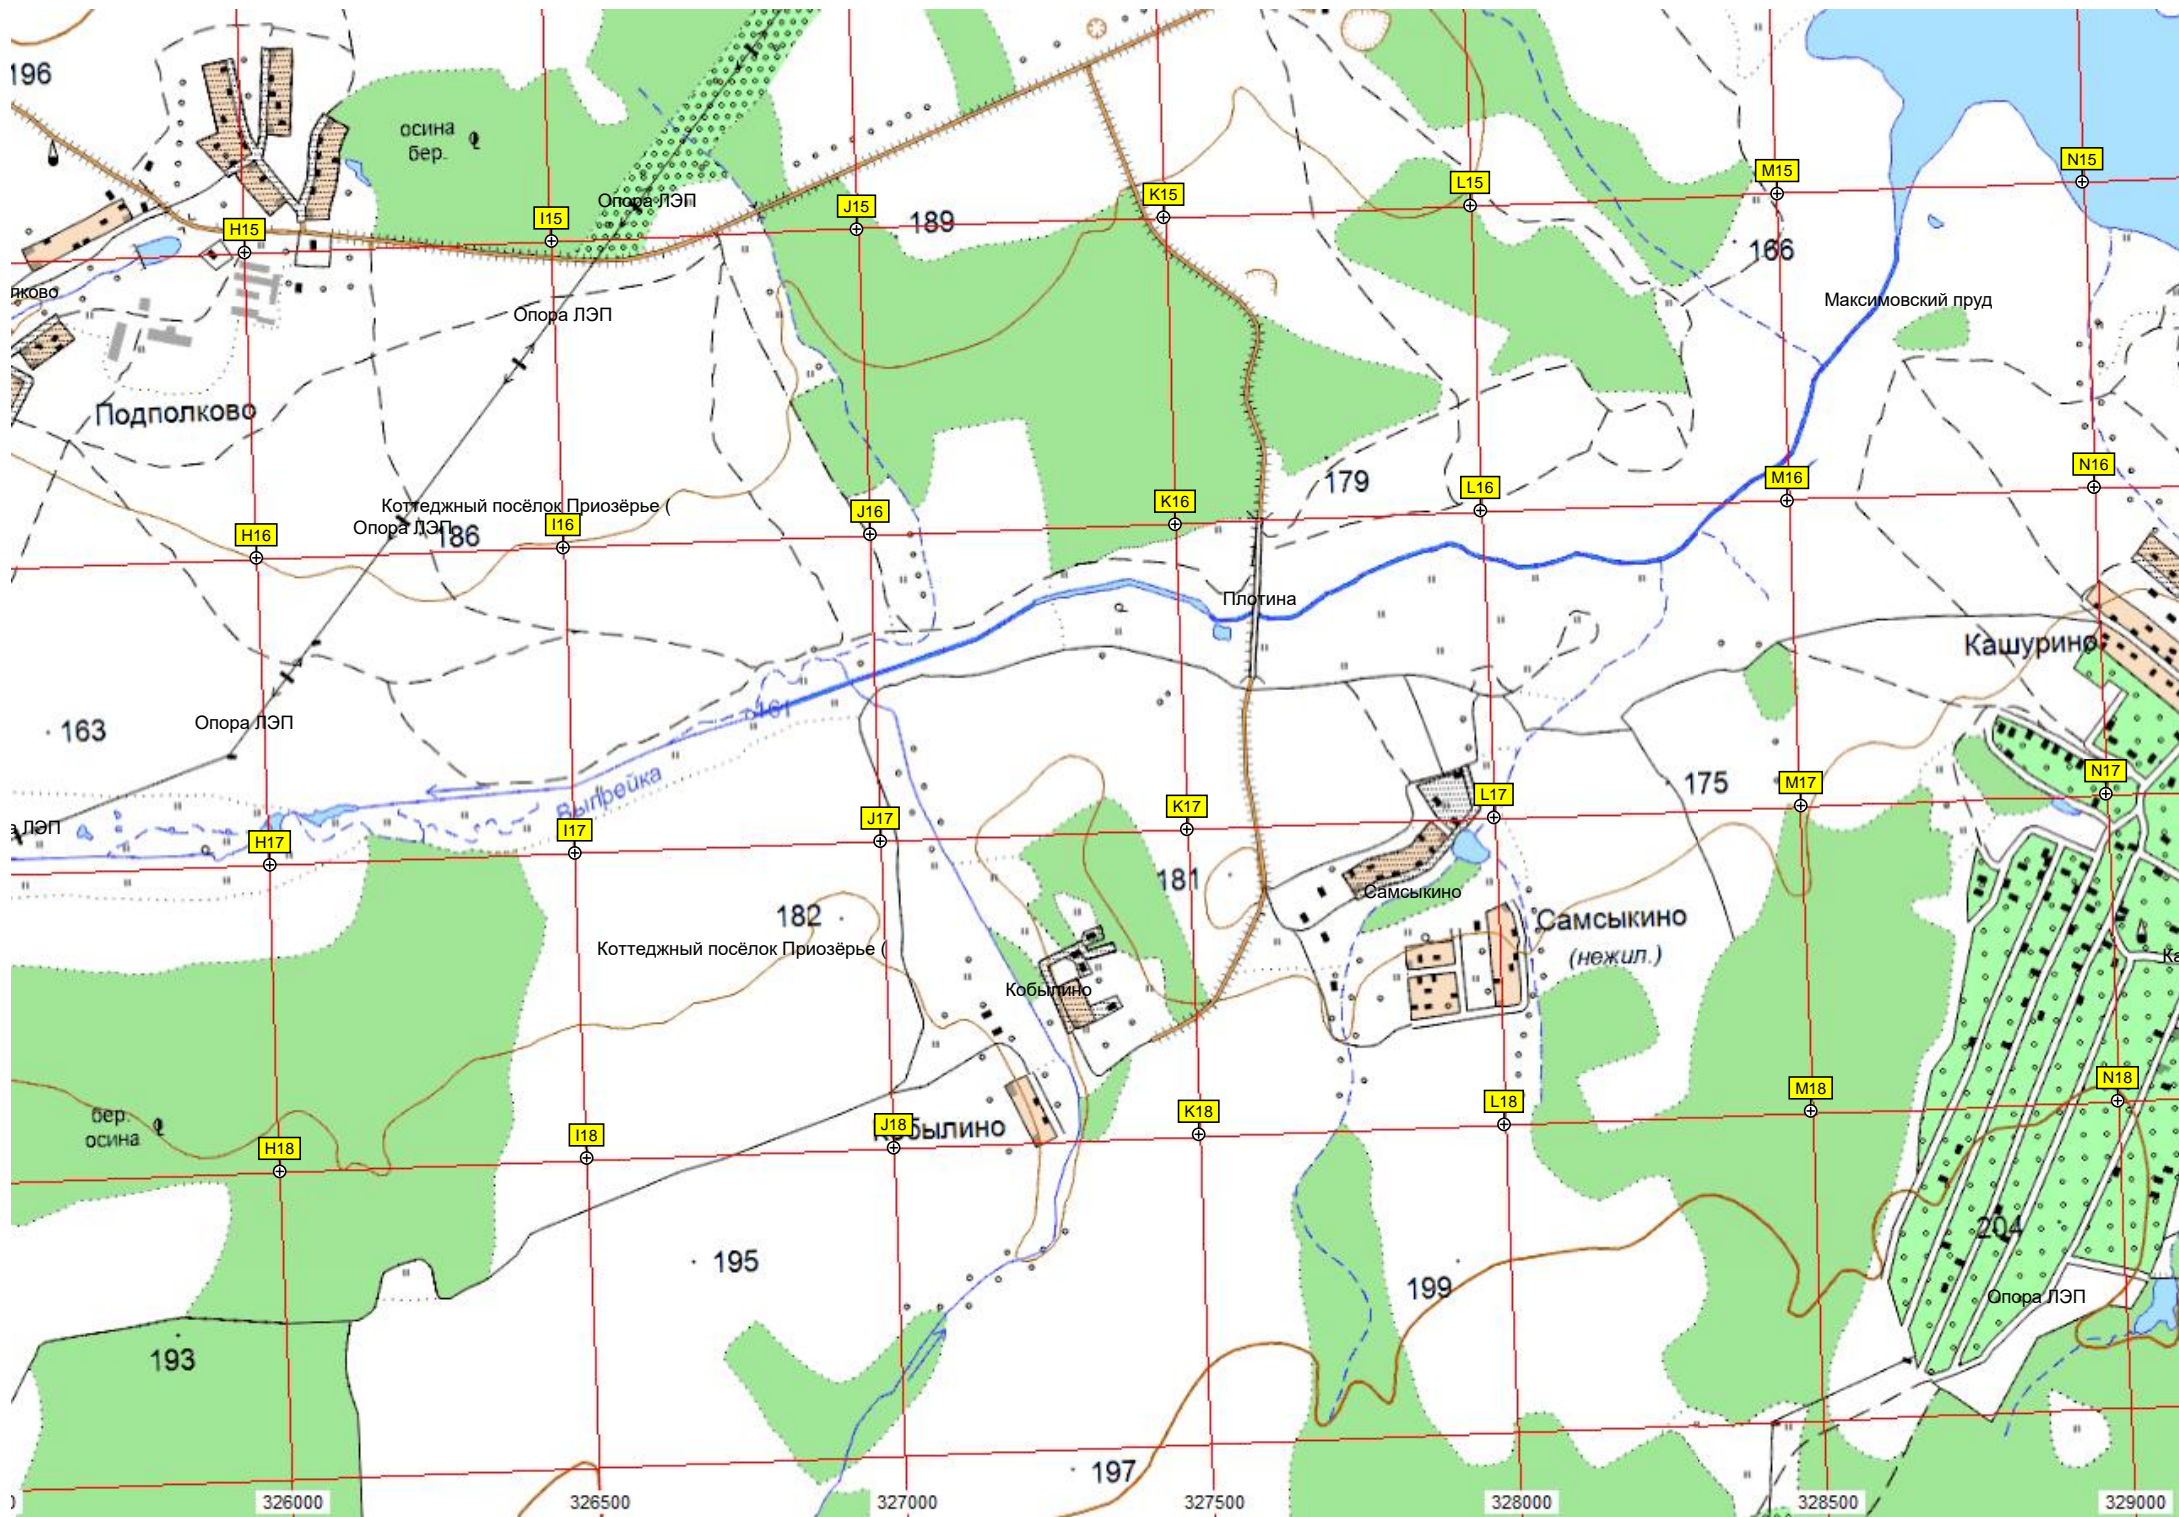 196
осина
бер.
Опора ЛЭП
H15
I15
J15
189
K15
L15
M15
N15
166
Опора ЛЭП
Максимовский пруд
Подполково
Коттеджный посёлок Приозёрье (
Опора ЛЭП
186
H16
I16
J16
K16
179
L16
M16
N16
Плотина
Кашурино
163
Опора ЛЭП
161
Выпрейка
175
ЛЭП
H17
I17
J17
K17
L17
M17
N17
181
182
Самсыкино
Самсыкино
(нежил.)
Коттеджный посёлок Приозёрье (
Кобылино
бер.
осина
H18
I18
J18
Кобылино
K18
L18
M18
N18
204
195
199
Опора ЛЭП
193
197
326000
326500
327000
327500
328000
328500
329000